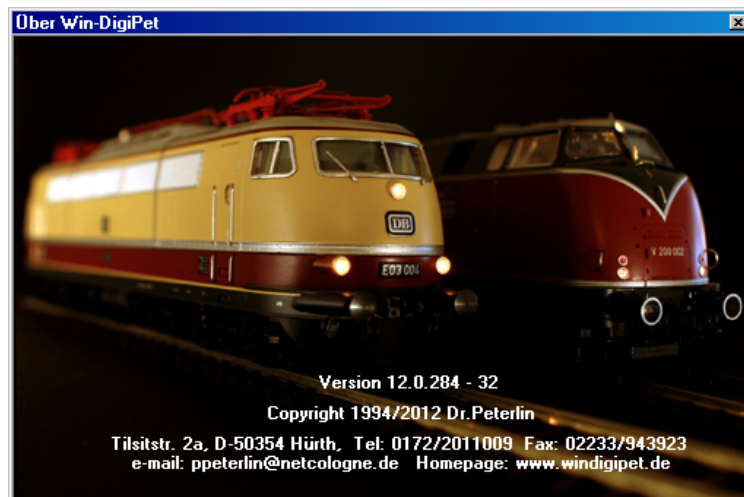 Über Win-DigiPet
DB
E03 004
V 200 002
Version 12.0.284 - 32
Copyright 1994/2012 Dr.Peterlin
Tilsitstr. 2a, D-50354 Hürth, Tel: 0172/2011009 Fax: 02233/943923
e-mail: ppeterlin@netcologne.de Homepage: www.windigipet.de